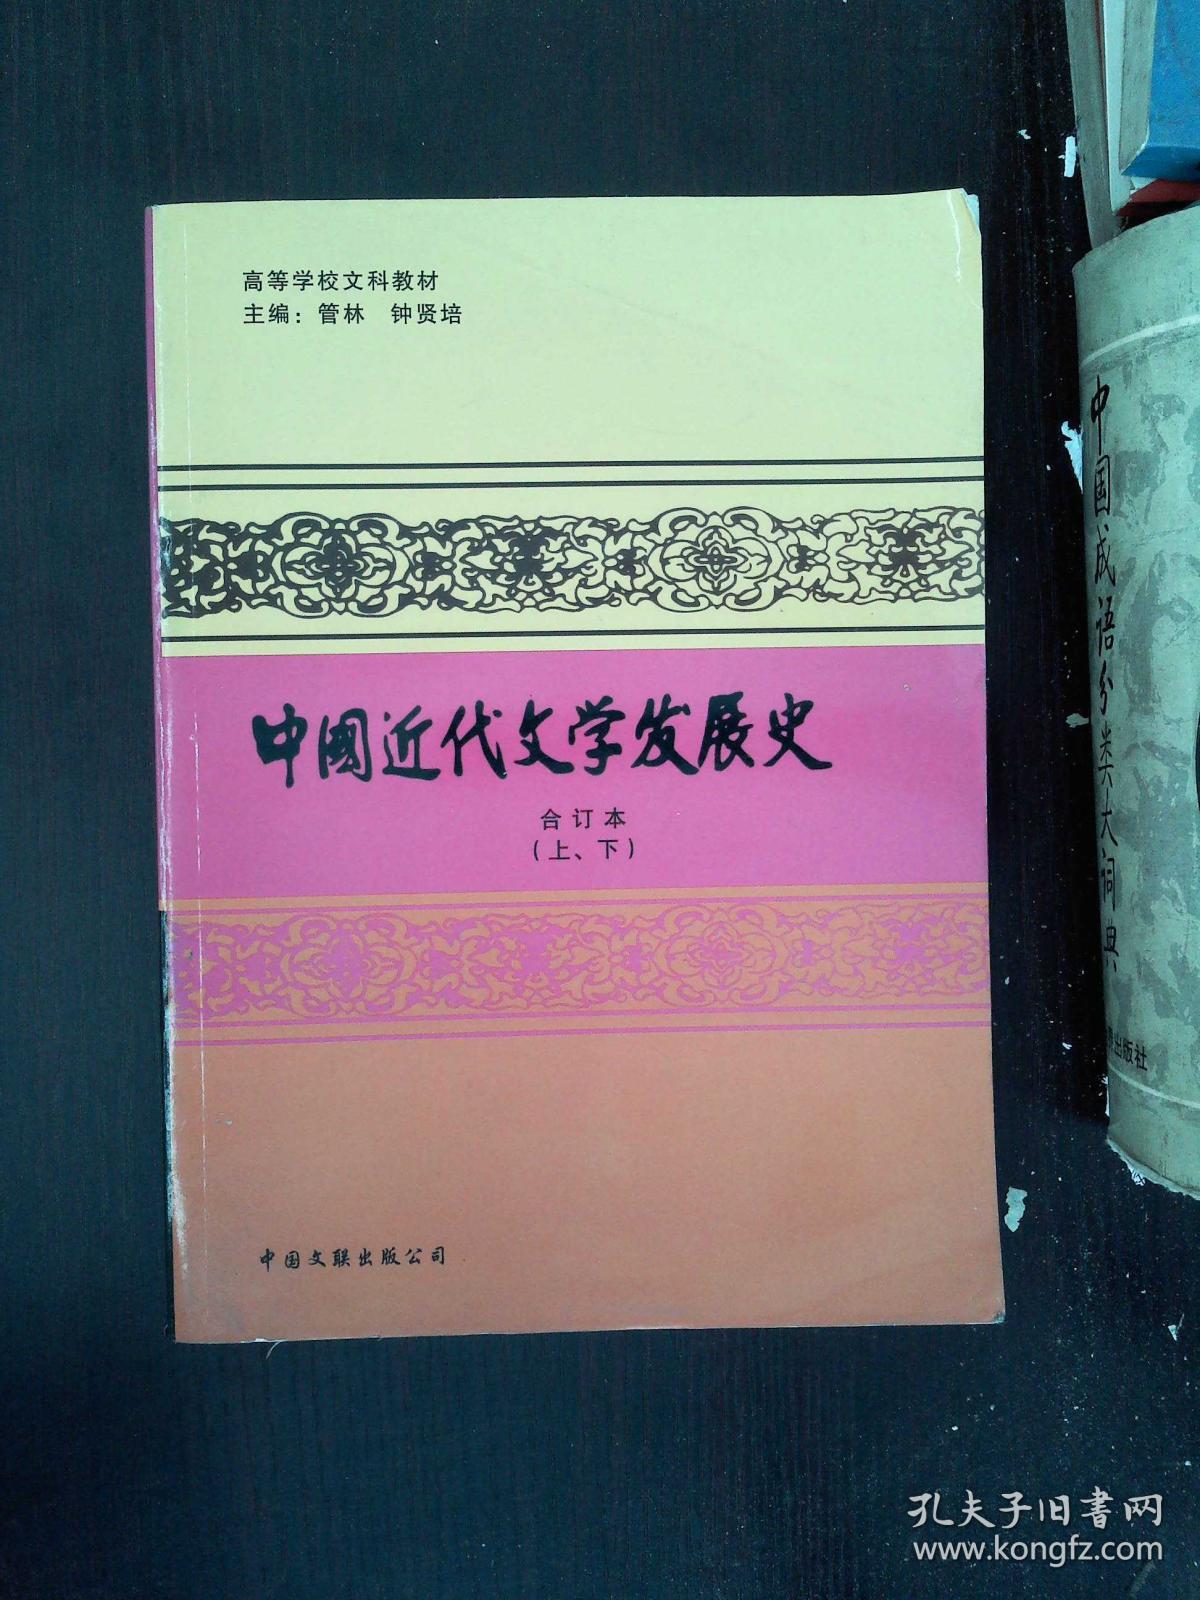 高等学校文科教材
主编：管林　钟贤培
中國近代文学发展史
合订本
（上、下）
中国文联出版公司
中国成语分类大词典
出版社
孔夫子旧書网
www.kongfz.com